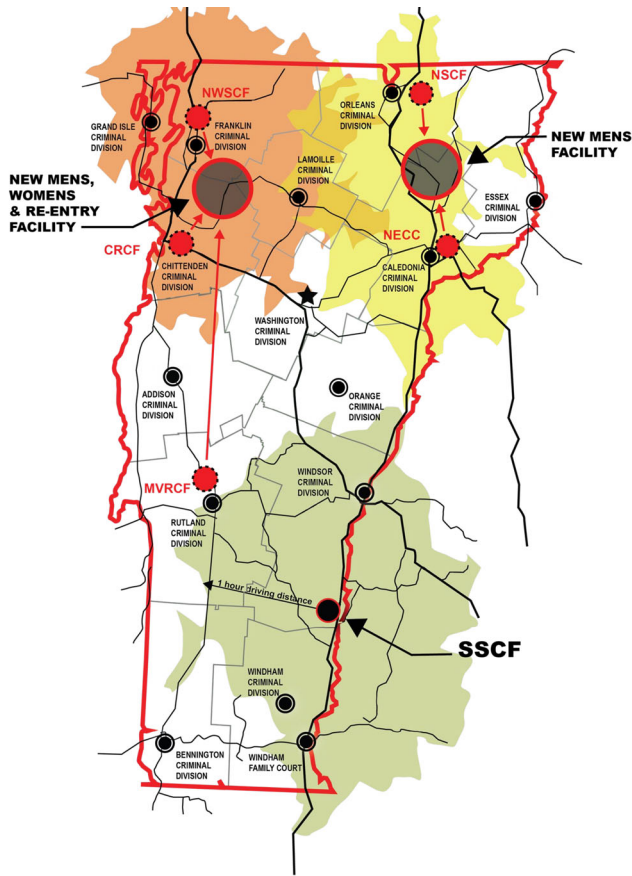 NWSCF
NSCF
GRAND ISLE
CRIMINAL
DIVISION
FRANKLIN
CRIMINAL
DIVISION
ORLEANS
CRIMINAL
DIVISION
NEW MENS
FACILITY
LAMOILLE
CRIMINAL
DIVISION
NEW MENS,
WOMENS
& RE-ENTRY
FACILITY
ESSEX
CRIMINAL
DIVISION
CRCF
NECC
CHITTENDEN
CRIMINAL
DIVISION
CALEDONIA
CRIMINAL
DIVISION
WASHINGTON
CRIMINAL
DIVISION
ADDISON
CRIMINAL
DIVISION
ORANGE
CRIMINAL
DIVISION
MVRCF
WINDSOR
CRIMINAL
DIVISION
RUTLAND
CRIMINAL
DIVISION
1 hour driving distance
SSCF
WINDHAM
CRIMINAL
DIVISION
BENNINGTON
CRIMINAL
DIVISION
WINDHAM
FAMILY COURT